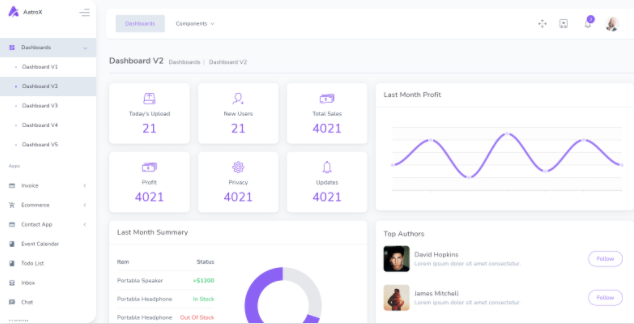 AatroX
Dashboards
Components
3
Dashboards
Dashboard V1
Dashboard V2
Dashboard V3
Dashboard V4
Dashboard V5
Apps
Invoice
Ecommerce
Contact App
Event Calendar
Todo List
Inbox
Chat
Dashboard V2
Dashboards | Dashboard V2
Today's Upload
21
New Users
21
Total Sales
4021
Profit
4021
Privacy
4021
Updates
4021
Last Month Profit
Last Month Summary
Item Status
Portable Speaker +$1200
Portable Headphone In Stock
Portable Headphone Out Of Stock
Top Authors
David Hopkins
Lorem ipsum dolor sit amet consectetur.
Follow
James Mitchell
Lorem ipsum dolor sit amet consectetur
Follow